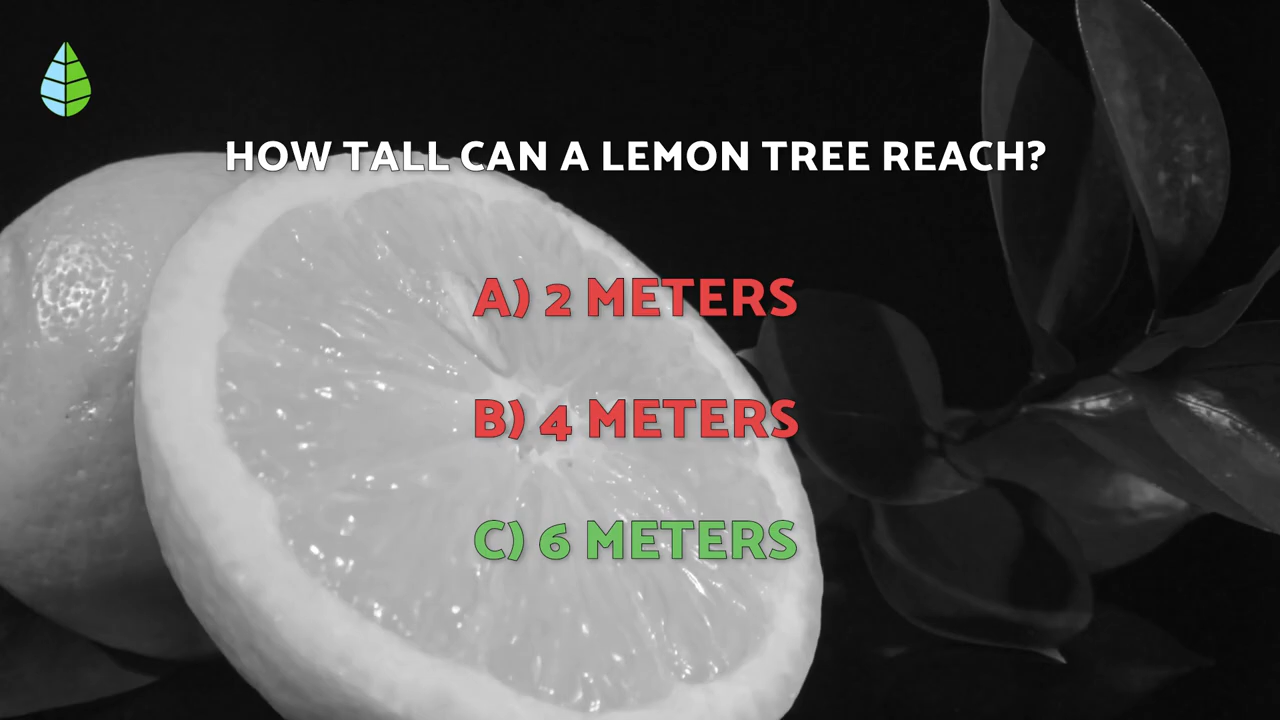 HOW TALL CAN A LEMON TREE REACH?
A) 2 METERS
B) 4 METERS
C) 6 METERS